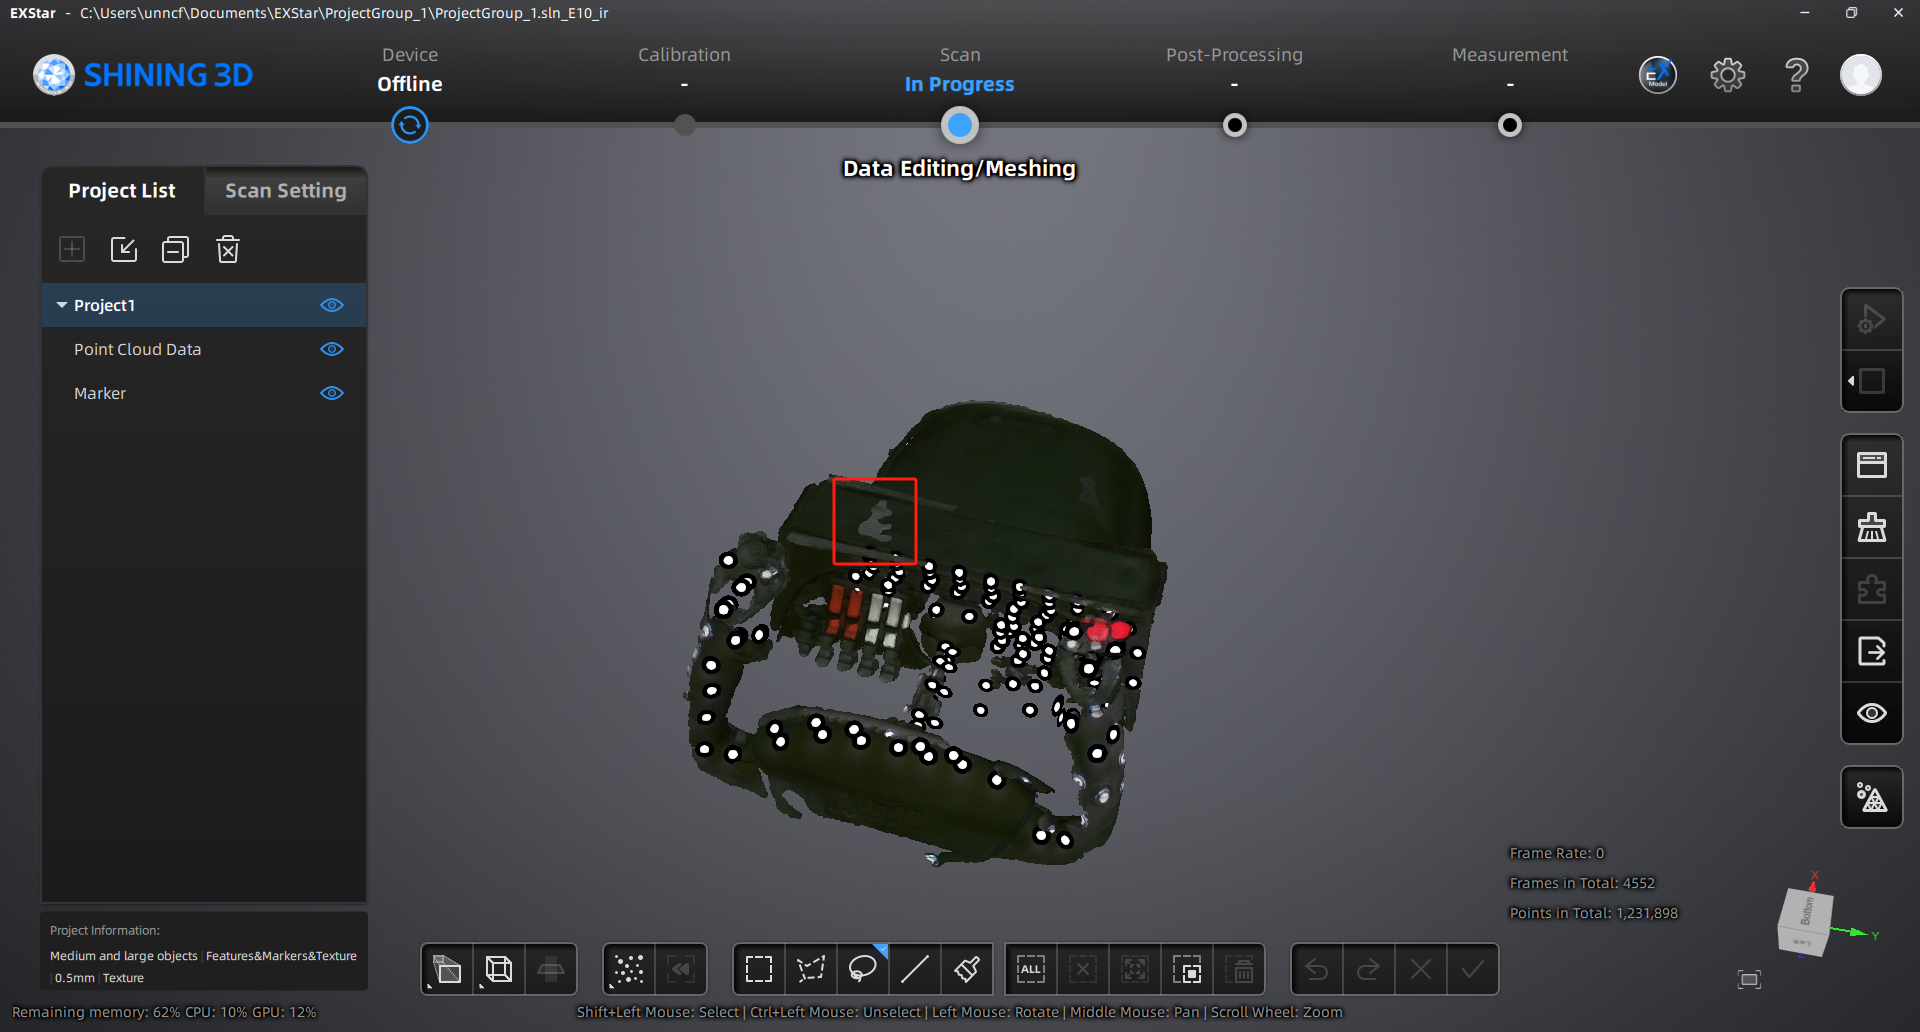 EXStar - C:\Users\unncf\Documents\EXStar\ProjectGroup_1\ProjectGroup_1.sln_E10_ir
SHINING 3D
Device
Offline
Calibration
-
Scan
In Progress
Post-Processing
-
Measurement
-
EX
Model
Data Editing/Meshing
Project List
Scan Setting
Project1
Point Cloud Data
Marker
Frame Rate: 0
Frames in Total: 4552
Points in Total: 1,231,898
X
Bottom
Y
Project Information:
Medium and large objects | Features&Markers&Texture
| 0.5mm | Texture
ALL
Remaining memory: 62% CPU: 10% GPU: 12%
Shift+Left Mouse: Select | Ctrl+Left Mouse: Unselect | Left Mouse: Rotate | Middle Mouse: Pan | Scroll Wheel: Zoom